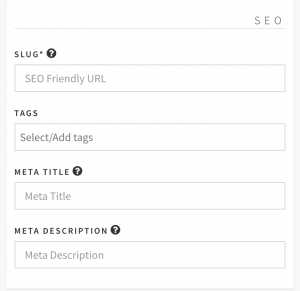 SEO
SLUG* ?
SEO Friendly URL
TAGS
Select/Add tags
META TITLE ?
Meta Title
META DESCRIPTION ?
Meta Description